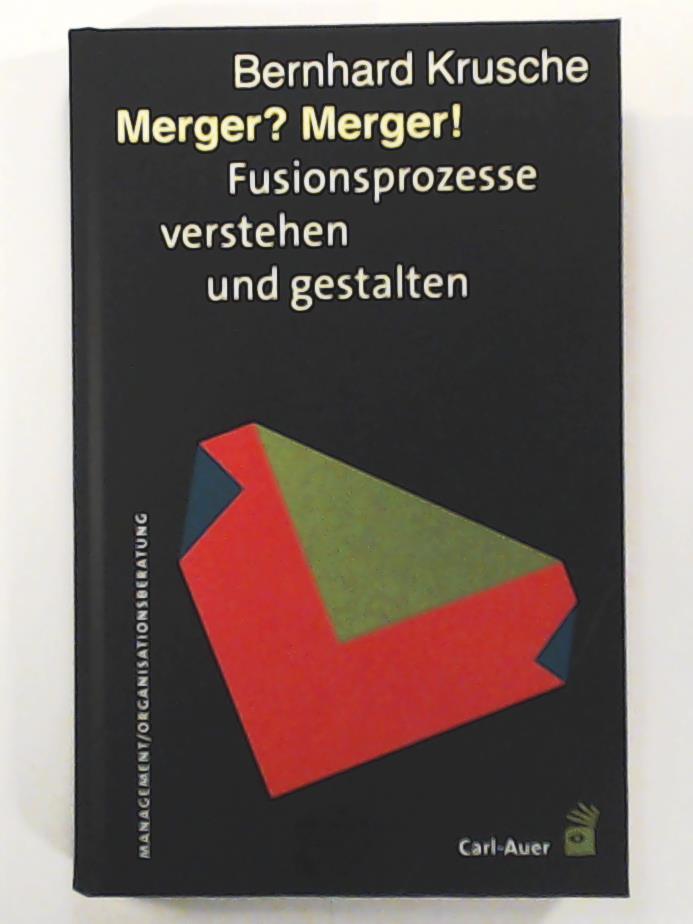 Bernhard Krusche
Merger? Merger!
Fusionsprozesse
verstehen
und gestalten
MANAGEMENT/ORGANISATIONSBERATUNG
Carl-Auer